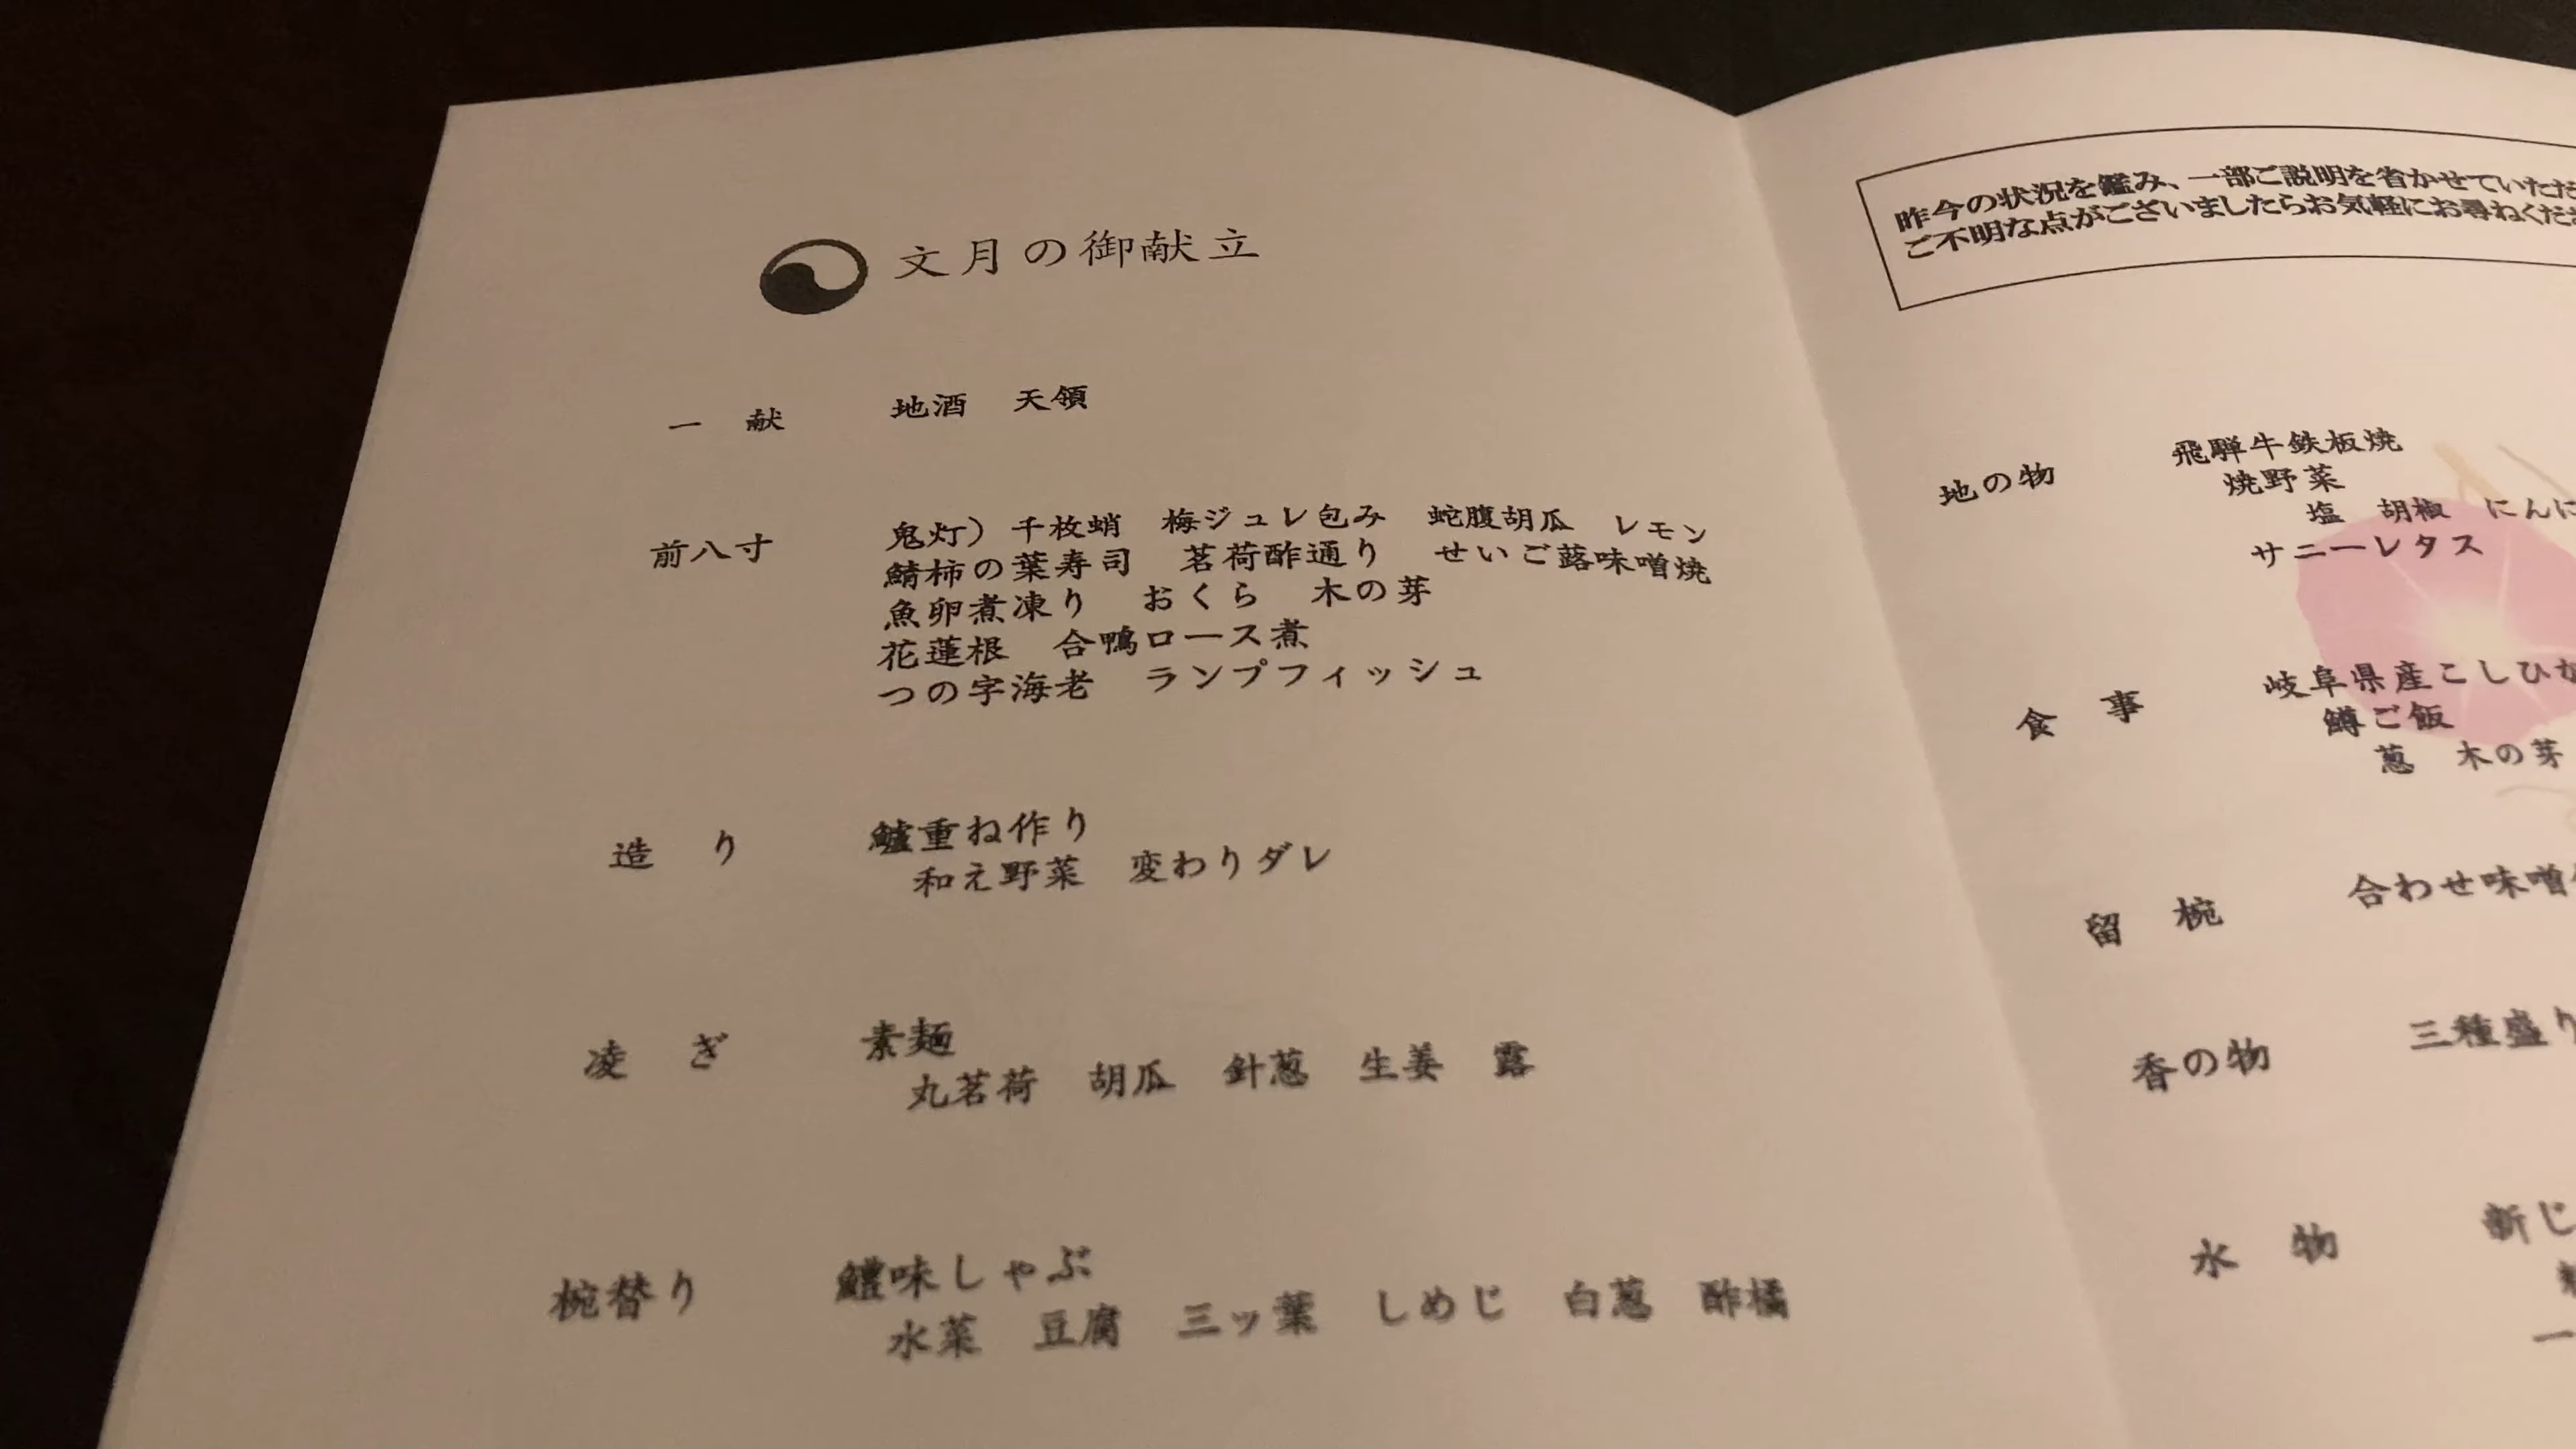 文月の御献立
一 献 地酒 天領
前八寸 鬼灯）千枚蛸 梅ジュレ包み 蛇腹胡瓜 レモン
鯖柿の葉寿司 茗荷酢通り せいご蕗味噌焼
魚卵煮凍り おくら 木の芽
花蓮根 合鴨ロース煮
つの字海老 ランプフィッシュ
造 り 鱸重ね作り
和え野菜 変わりダレ
凌 ぎ 素麺
丸茗荷 胡瓜 針葱 生姜 露
椀替り 鱧味しゃぶ
水菜 豆腐 三ッ葉 しめじ 白葱 酢橘
昨今の状況を鑑み、一部ご説明を省かせていただ
ご不明な点がございましたらお気軽にお尋ねくだ
地の物 飛騨牛鉄板焼
焼野菜
塩 胡椒 にんに
サニーレタス
食 事 岐阜県産こしひか
鱒ご飯
葱 木の芽
留 椀 合わせ味噌
香の物 三種盛り
水 物 新じ